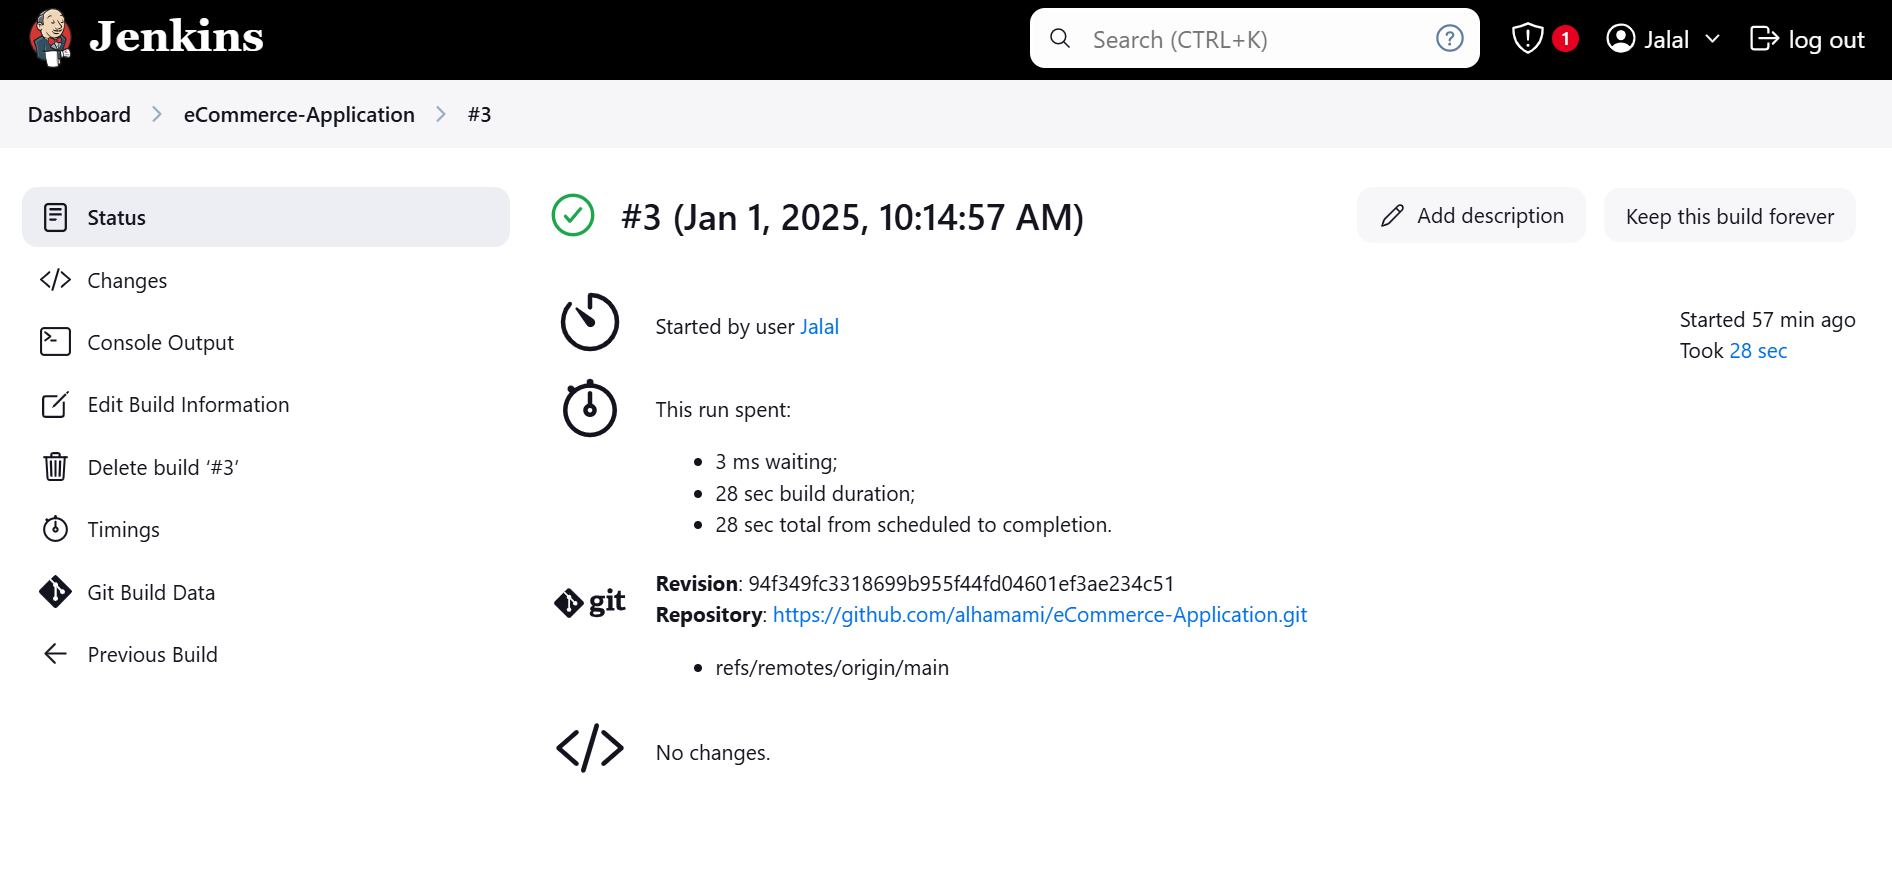 Jenkins
Search (CTRL+K)
?
1
Jalal
log out
Dashboard
eCommerce-Application
#3
Status
Changes
Console Output
Edit Build Information
Delete build ‘#3’
Timings
Git Build Data
Previous Build
#3 (Jan 1, 2025, 10:14:57 AM)
Add description
Keep this build forever
Started by user Jalal
Started 57 min ago
Took 28 sec
This run spent:
3 ms waiting;
28 sec build duration;
28 sec total from scheduled to completion.
git
Revision: 94f349fc3318699b955f44fd04601ef3ae234c51
Repository: https://github.com/alhamami/eCommerce-Application.git
refs/remotes/origin/main
No changes.